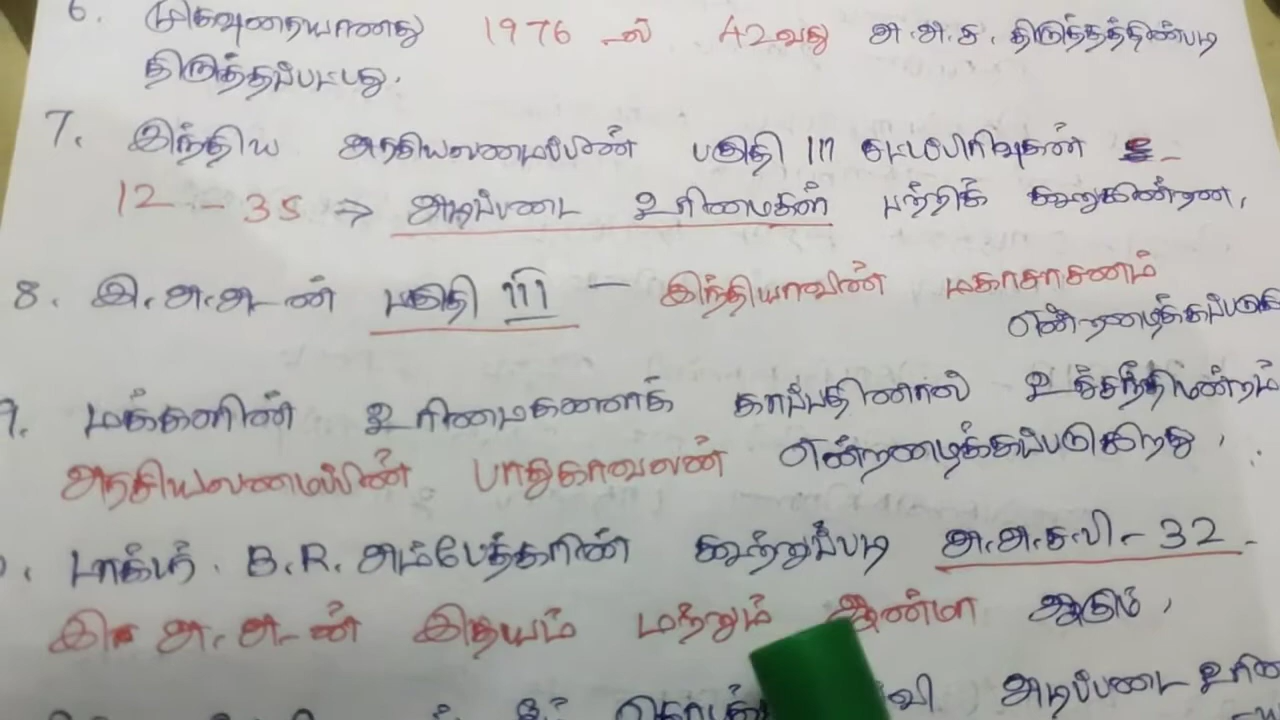 6. முகவுரையானது 1976 -ல் 42வது அ.அ.ச. திருத்தத்தின்படி
திருத்தப்பட்டது.
7. இந்திய அரசியலமைப்பின் பகுதி III சட்டபிரிவுகள்
12 - 35 ⇒ அடிப்படை உரிமைகள் பற்றிக் கூறுகின்றன.
8. இ.அ.அ-ன் பகுதி III – இந்தியாவின் மகாசாசனம்
என்றழைக்கப்படுகி
9. மக்களின் உரிமைகளைக் காப்பதினால் உச்சநீதிமன்றம்
அரசியலமைப்பின் பாதுகாவலன் என்றழைக்கப்படுகிறது.
டாக்டர். B.R. அம்பேத்கரின் கூற்றுப்படி அ.அ.ச.பி - 32
இ. அ.அ-ன் இதயம் மற்றும் ஆன்மா ஆகும்.
அடிப்படை உரி